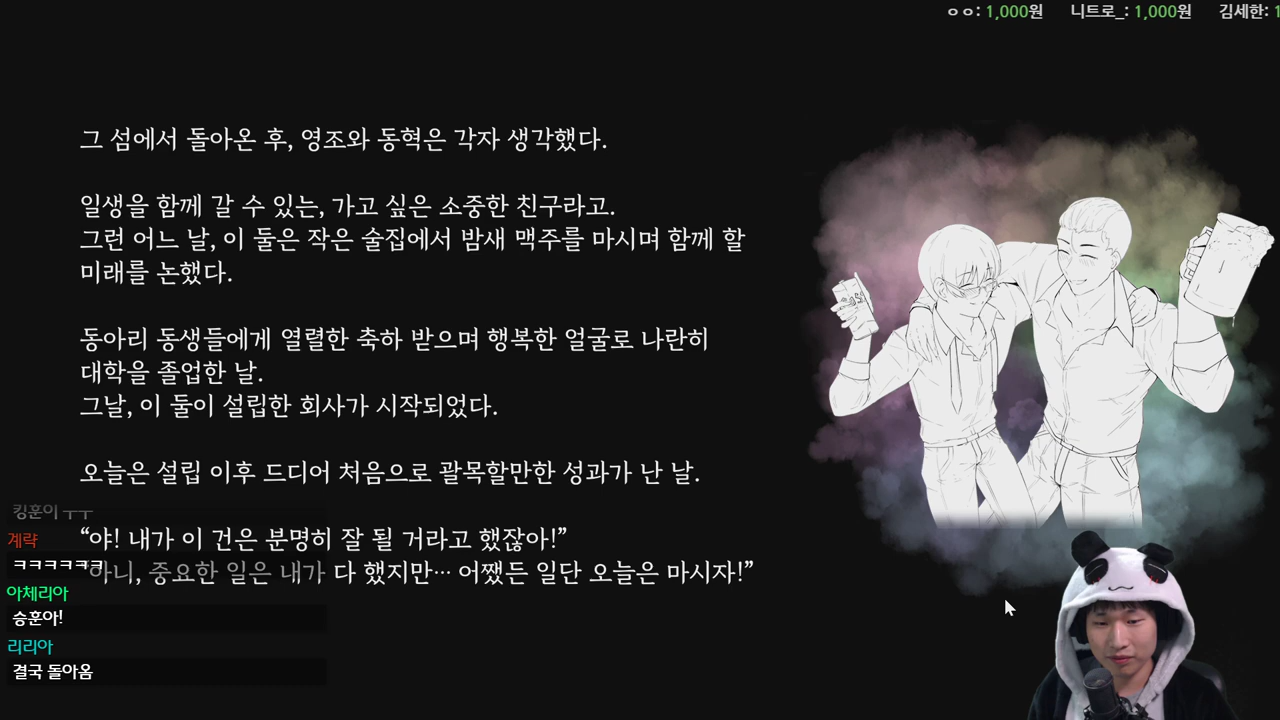 ㅇㅇ: 1,000원 니트로_: 1,000원 김세한: 1
그 섬에서 돌아온 후, 영조와 동혁은 각자 생각했다.
일생을 함께 갈 수 있는, 가고 싶은 소중한 친구라고.
그런 어느 날, 이 둘은 작은 술집에서 밤새 맥주를 마시며 함께 할
미래를 논했다.
동아리 동생들에게 열렬한 축하 받으며 행복한 얼굴로 나란히
대학을 졸업한 날.
그날, 이 둘이 설립한 회사가 시작되었다.
오늘은 설립 이후 드디어 처음으로 괄목할만한 성과가 난 날.
“야! 내가 이 건은 분명히 잘 될 거라고 했잖아!”
“아니, 중요한 일은 내가 다 했지만… 어쨌든 일단 오늘은 마시자!”
킹훈이
계략
ㅋㅋㅋㅋㅋㅋ
아체리아
승훈아!
리리아
결국 돌아옴